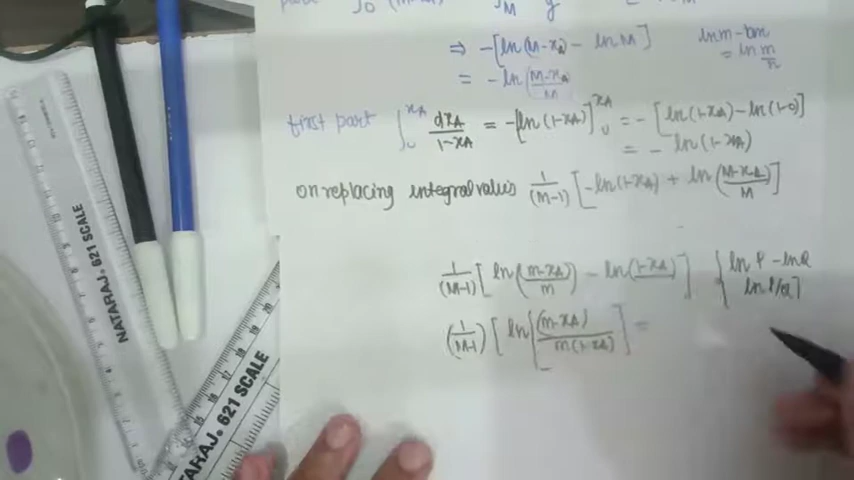 ⇒ -[ln(M-xA) - ln M]
= -ln(M-xA/M)
= ln m/n
first part ∫0^xA dxA/1-xA = -[ln(1-xA)]0^xA = -[ln(1-xA)-ln(1-0)]
= - ln(1-xA)
on replacing integral values 1/(M-1) [-ln(1-xA) + ln(M-xA/M)]
1/(M-1) [ln(m-xA/m) - ln(1-xA)] { ln P - ln Q
ln P/Q }
(1/M-1) [ln[(m-xA)/m(1-xA)] =
NATARAJ. 621 SCALE
NATARAJ. 621 SCALE